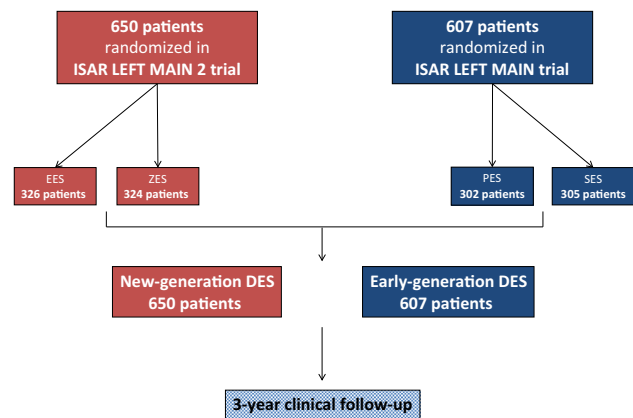 650 patients
randomized in
ISAR LEFT MAIN 2 trial
607 patients
randomized in
ISAR LEFT MAIN trial
EES
326 patients
ZES
324 patients
PES
302 patients
SES
305 patients
New-generation DES
650 patients
Early-generation DES
607 patients
3-year clinical follow-up